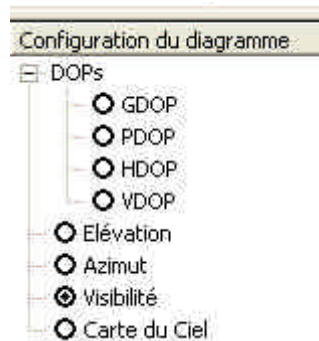 Configuration du diagramme
DOPs
GDOP
PDOP
HDOP
VDOP
Elévation
Azimut
Visibilité
Carte du Ciel